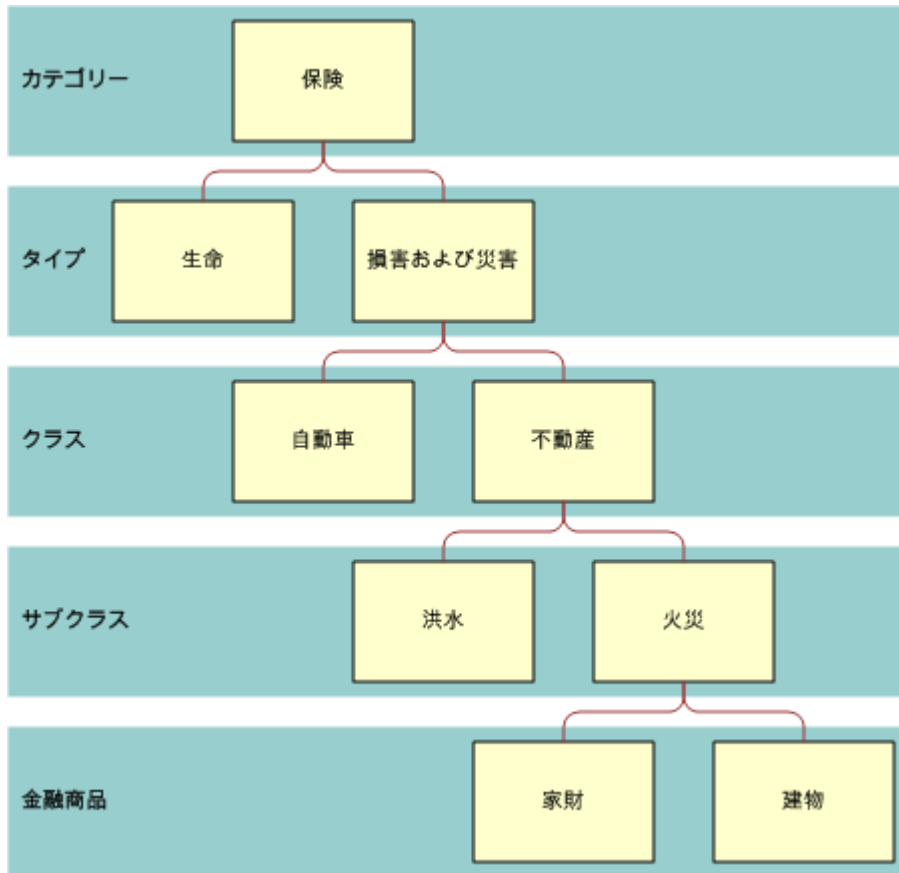 カテゴリー
保険
タイプ
生命
損害および災害
クラス
自動車
不動産
サブクラス
洪水
火災
金融商品
家財
建物